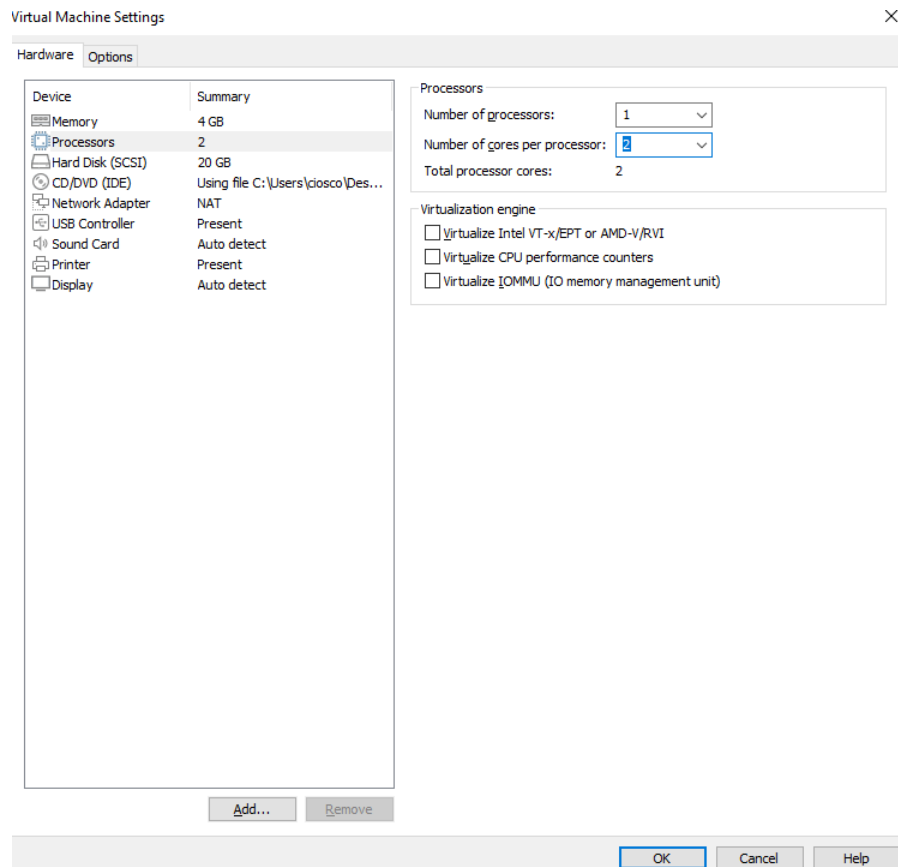 Virtual Machine Settings
Hardware Options
Device Summary
Memory 4 GB
Processors 2
Hard Disk (SCSI) 20 GB
CD/DVD (IDE) Using file C:\Users\ciosco\Des...
Network Adapter NAT
USB Controller Present
Sound Card Auto detect
Printer Present
Display Auto detect
Add... Remove
Processors
Number of processors: 1
Number of cores per processor: 2
Total processor cores: 2
Virtualization engine
Virtualize Intel VT-x/EPT or AMD-V/RVI
Virtualize CPU performance counters
Virtualize IOMMU (IO memory management unit)
OK Cancel Help